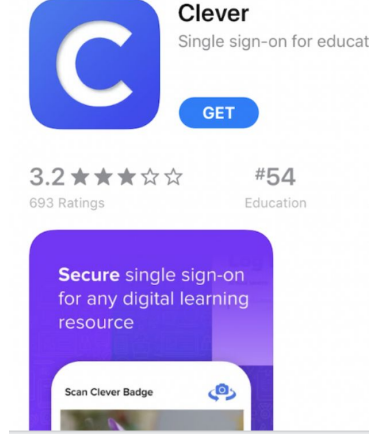 C
Clever
Single sign-on for educat
GET
3.2
#54
693 Ratings
Education
Secure single sign-on
for any digital learning
resource
Scan Clever Badge